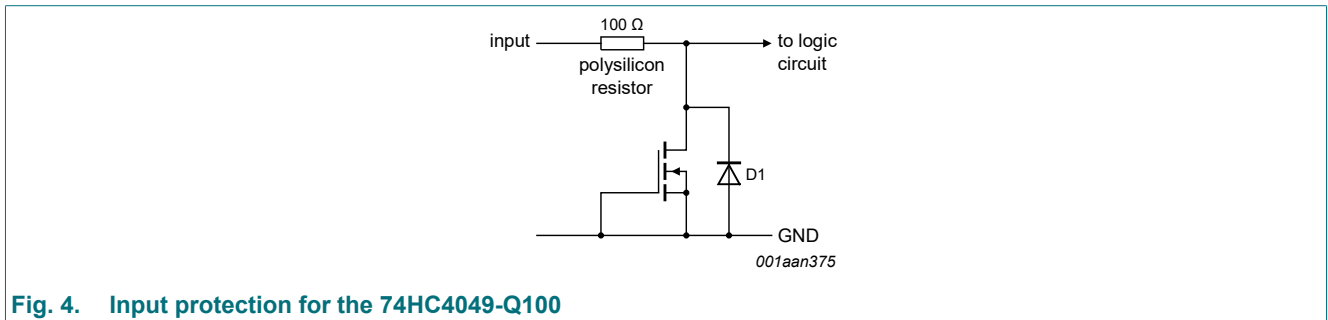 100 Ω
input
to logic
circuit
polysilicon
resistor
D1
GND
001aan375
Fig. 4. Input protection for the 74HC4049-Q100